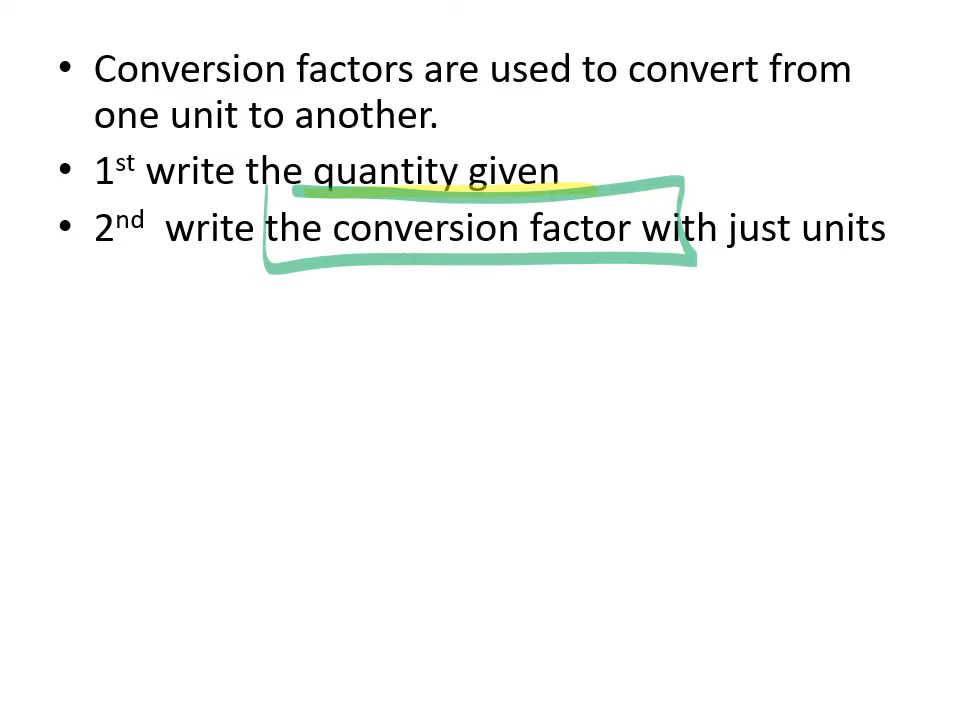 • Conversion factors are used to convert from
one unit to another.
• 1st write the quantity given
• 2nd  write the conversion factor with just units